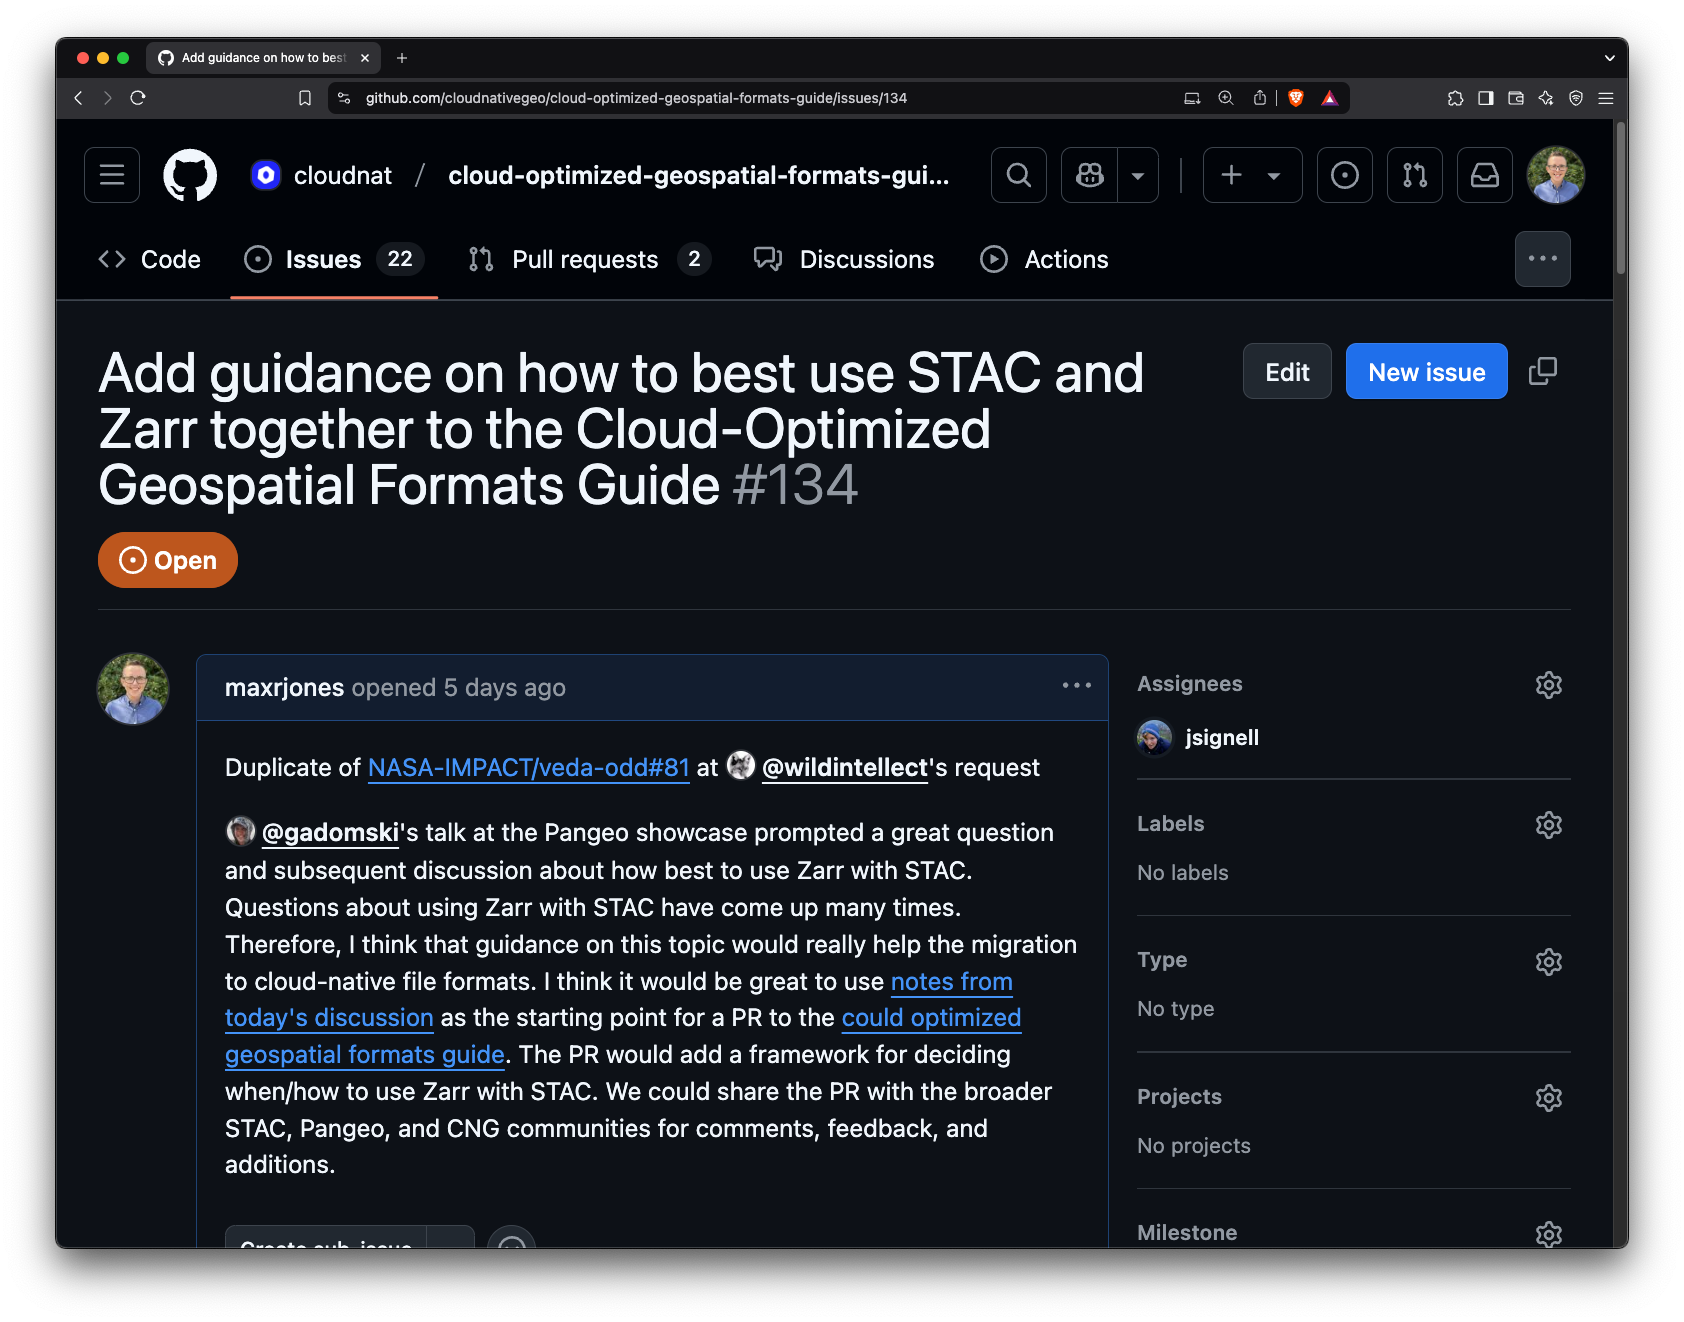 Add guidance on how to best
github.com/cloudnativegeo/cloud-optimized-geospatial-formats-guide/issues/134
cloudnat / cloud-optimized-geospatial-formats-gui...
Code Issues 22 Pull requests 2 Discussions Actions
Add guidance on how to best use STAC and
Zarr together to the Cloud-Optimized
Geospatial Formats Guide #134
Edit New issue
Open
maxrjones opened 5 days ago
Duplicate of NASA-IMPACT/veda-odd#81 at @wildintellect's request
@gadomski's talk at the Pangeo showcase prompted a great question
and subsequent discussion about how best to use Zarr with STAC.
Questions about using Zarr with STAC have come up many times.
Therefore, I think that guidance on this topic would really help the migration
to cloud-native file formats. I think it would be great to use notes from
today's discussion as the starting point for a PR to the could optimized
geospatial formats guide. The PR would add a framework for deciding
when/how to use Zarr with STAC. We could share the PR with the broader
STAC, Pangeo, and CNG communities for comments, feedback, and
additions.
Create sub-issue
Assignees
jsignell
Labels
No labels
Type
No type
Projects
No projects
Milestone